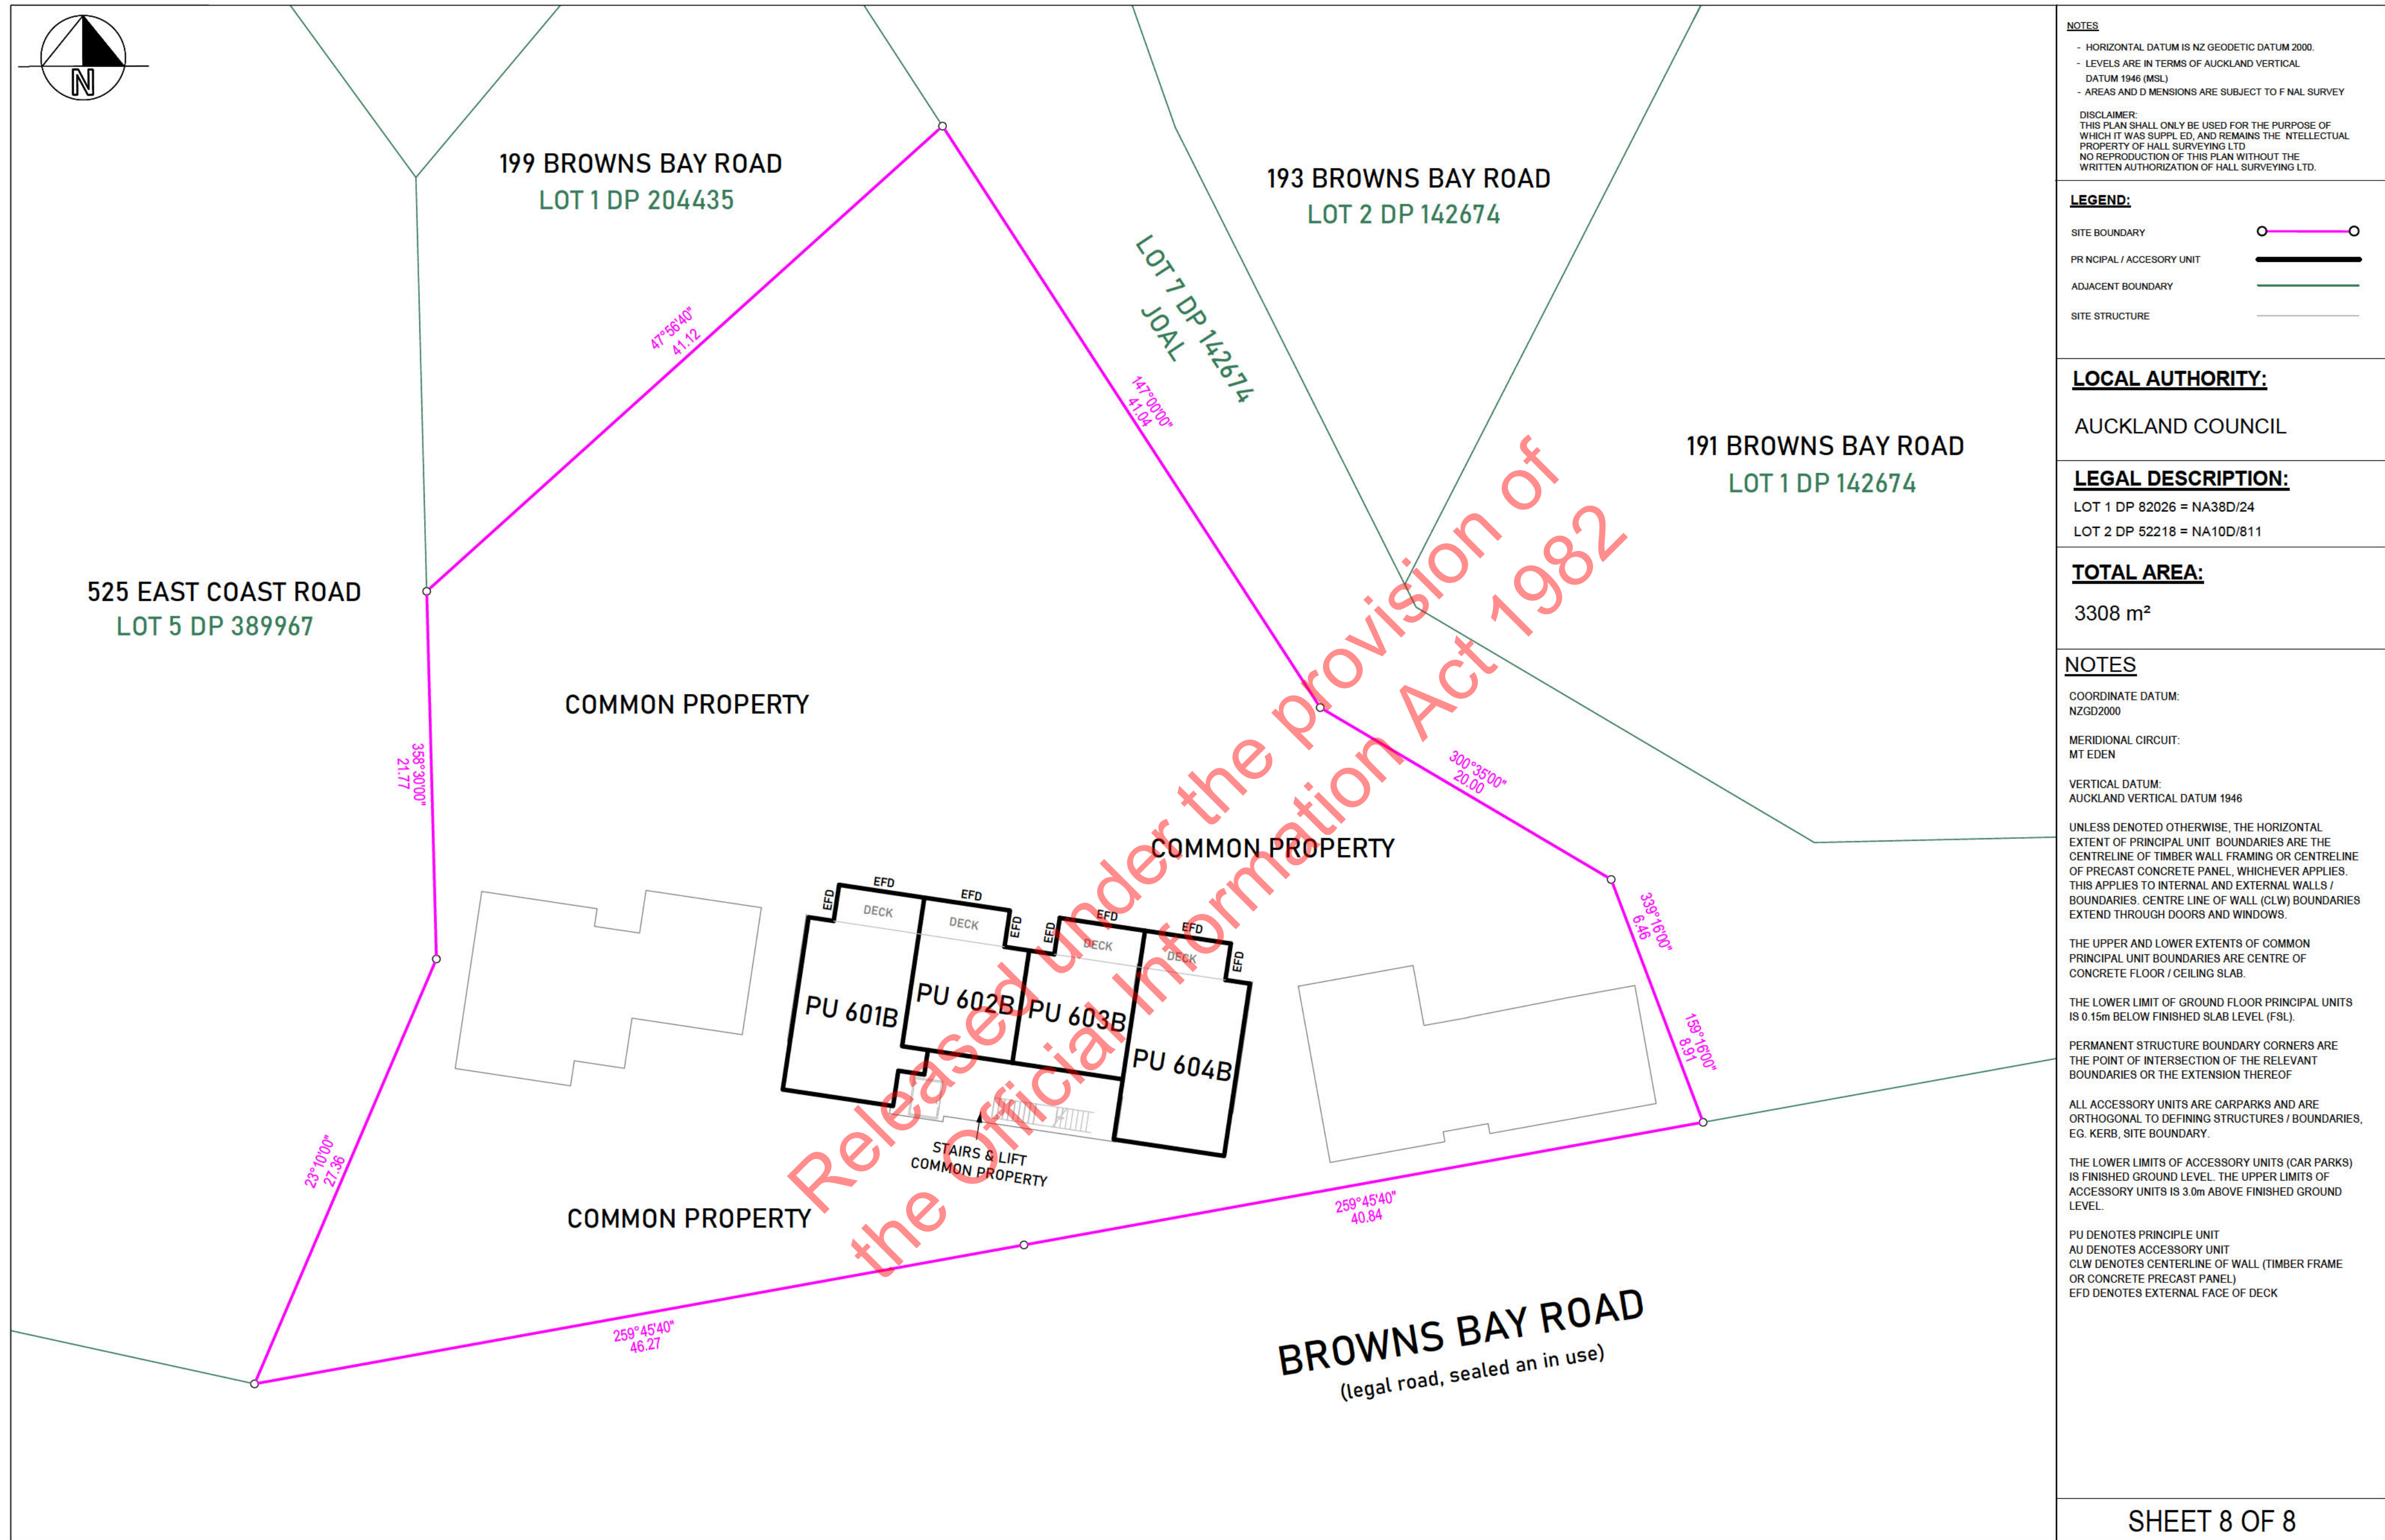 N
199 BROWNS BAY ROAD
LOT 1 DP 204435
193 BROWNS BAY ROAD
LOT 2 DP 142674
LOT 7 DP 142674
JOAL
47°56'40"
41.12
147°00'00"
41.04
191 BROWNS BAY ROAD
LOT 1 DP 142674
525 EAST COAST ROAD
LOT 5 DP 389967
COMMON PROPERTY
358°30'00"
21.77
300°35'00"
20.00
COMMON PROPERTY
339°16'00"
6.46
159°16'00"
8.91
EFD
EFD
EFD
EFD
EFD
EFD
EFD
EFD
DECK
DECK
DECK
DECK
PU 601B
PU 602B
PU 603B
PU 604B
STAIRS & LIFT
COMMON PROPERTY
23°10'00"
27.36
COMMON PROPERTY
259°45'40"
40.84
259°45'40"
46.27
BROWNS BAY ROAD
(legal road, sealed an in use)
Released under the provision of
the Official Information Act 1982
NOTES
- HORIZONTAL DATUM IS NZ GEODETIC DATUM 2000.
- LEVELS ARE IN TERMS OF AUCKLAND VERTICAL
DATUM 1946 (MSL)
- AREAS AND D MENSIONS ARE SUBJECT TO F NAL SURVEY
DISCLAIMER:
THIS PLAN SHALL ONLY BE USED FOR THE PURPOSE OF
WHICH IT WAS SUPPL ED, AND REMAINS THE NTELLECTUAL
PROPERTY OF HALL SURVEYING LTD
NO REPRODUCTION OF THIS PLAN WITHOUT THE
WRITTEN AUTHORIZATION OF HALL SURVEYING LTD.
LEGEND:
SITE BOUNDARY
PR NCIPAL / ACCESORY UNIT
ADJACENT BOUNDARY
SITE STRUCTURE
LOCAL AUTHORITY:
AUCKLAND COUNCIL
LEGAL DESCRIPTION:
LOT 1 DP 82026 = NA38D/24
LOT 2 DP 52218 = NA10D/811
TOTAL AREA:
3308 m²
NOTES
COORDINATE DATUM:
NZGD2000
MERIDIONAL CIRCUIT:
MT EDEN
VERTICAL DATUM:
AUCKLAND VERTICAL DATUM 1946
UNLESS DENOTED OTHERWISE, THE HORIZONTAL
EXTENT OF PRINCIPAL UNIT BOUNDARIES ARE THE
CENTRELINE OF TIMBER WALL FRAMING OR CENTRELINE
OF PRECAST CONCRETE PANEL, WHICHEVER APPLIES.
THIS APPLIES TO INTERNAL AND EXTERNAL WALLS /
BOUNDARIES. CENTRE LINE OF WALL (CLW) BOUNDARIES
EXTEND THROUGH DOORS AND WINDOWS.
THE UPPER AND LOWER EXTENTS OF COMMON
PRINCIPAL UNIT BOUNDARIES ARE CENTRE OF
CONCRETE FLOOR / CEILING SLAB.
THE LOWER LIMIT OF GROUND FLOOR PRINCIPAL UNITS
IS 0.15m BELOW FINISHED SLAB LEVEL (FSL).
PERMANENT STRUCTURE BOUNDARY CORNERS ARE
THE POINT OF INTERSECTION OF THE RELEVANT
BOUNDARIES OR THE EXTENSION THEREOF
ALL ACCESSORY UNITS ARE CARPARKS AND ARE
ORTHOGONAL TO DEFINING STRUCTURES / BOUNDARIES,
EG. KERB, SITE BOUNDARY.
THE LOWER LIMITS OF ACCESSORY UNITS (CAR PARKS)
IS FINISHED GROUND LEVEL. THE UPPER LIMITS OF
ACCESSORY UNITS IS 3.0m ABOVE FINISHED GROUND
LEVEL.
PU DENOTES PRINCIPLE UNIT
AU DENOTES ACCESSORY UNIT
CLW DENOTES CENTERLINE OF WALL (TIMBER FRAME
OR CONCRETE PRECAST PANEL)
EFD DENOTES EXTERNAL FACE OF DECK
SHEET 8 OF 8